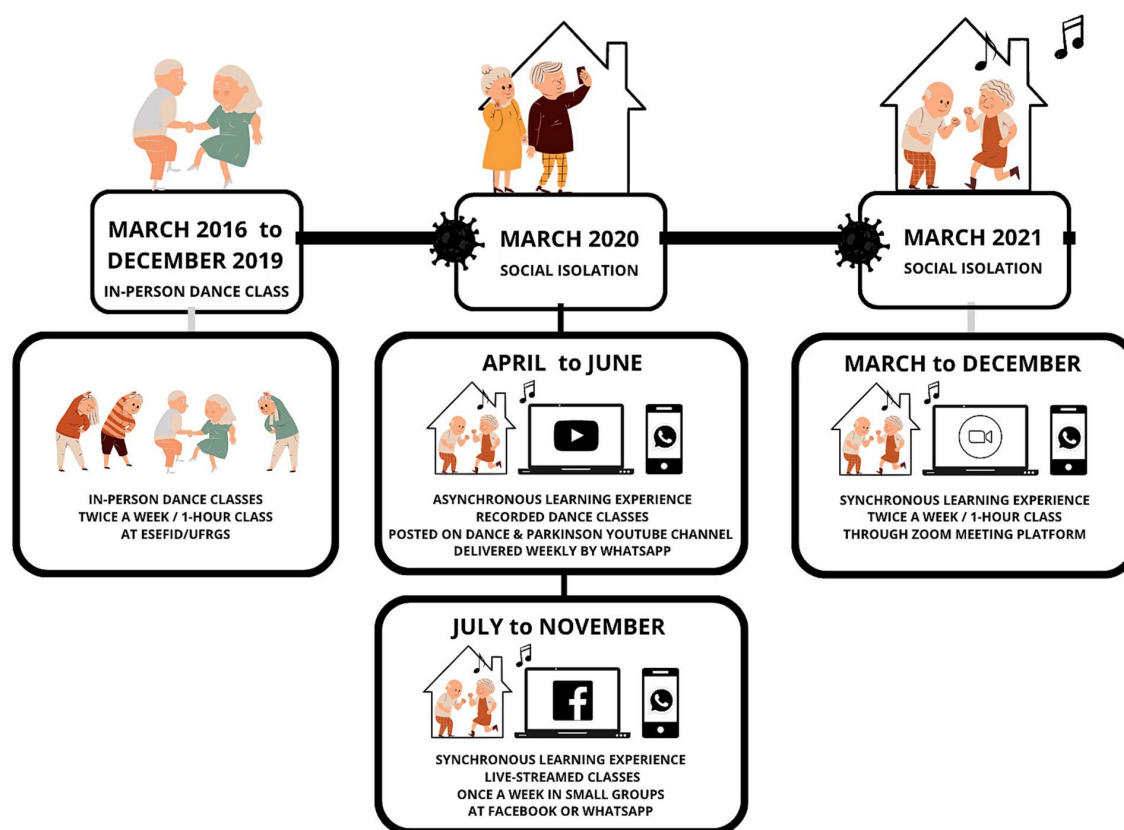 MARCH 2016 to
DECEMBER 2019
IN-PERSON DANCE CLASS
IN-PERSON DANCE CLASSES
TWICE A WEEK / 1-HOUR CLASS
AT ESEFID/UFRGS
MARCH 2020
SOCIAL ISOLATION
APRIL to JUNE
ASYNCHRONOUS LEARNING EXPERIENCE
RECORDED DANCE CLASSES
POSTED ON DANCE & PARKINSON YOUTUBE CHANNEL
DELIVERED WEEKLY BY WHATSAPP
JULY to NOVEMBER
SYNCHRONOUS LEARNING EXPERIENCE
LIVE-STREAMED CLASSES
ONCE A WEEK IN SMALL GROUPS
AT FACEBOOK OR WHATSAPP
MARCH 2021
SOCIAL ISOLATION
MARCH to DECEMBER
SYNCHRONOUS LEARNING EXPERIENCE
TWICE A WEEK / 1-HOUR CLASS
THROUGH ZOOM MEETING PLATFORM